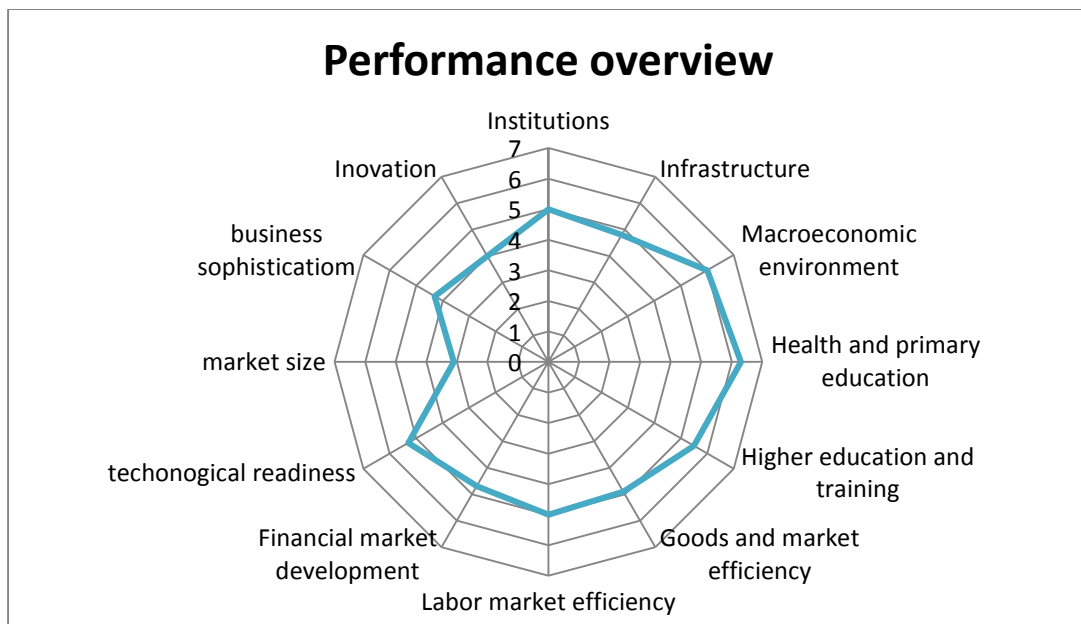 Performance overview
Institutions
Infrastructure
Macroeconomic
environment
Health and primary
education
Higher education and
training
Goods and market
efficiency
Labor market efficiency
Financial market
development
techonogical readiness
market size
business
sophisticatiom
Inovation
7
6
5
4
3
2
1
0